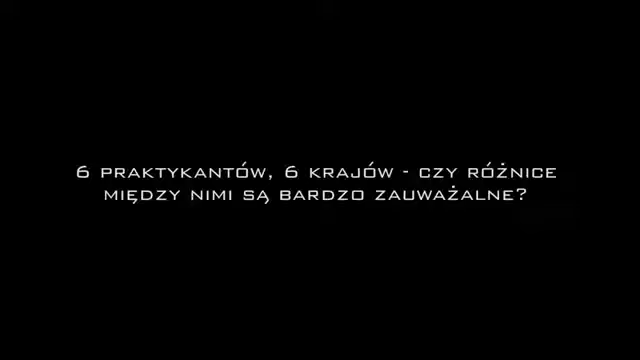 6 PRAKTYKANTÓW, 6 KRAJÓW - CZY RÓŻNICE
MIĘDZY NIMI SĄ BARDZO ZAUWAŻALNE?